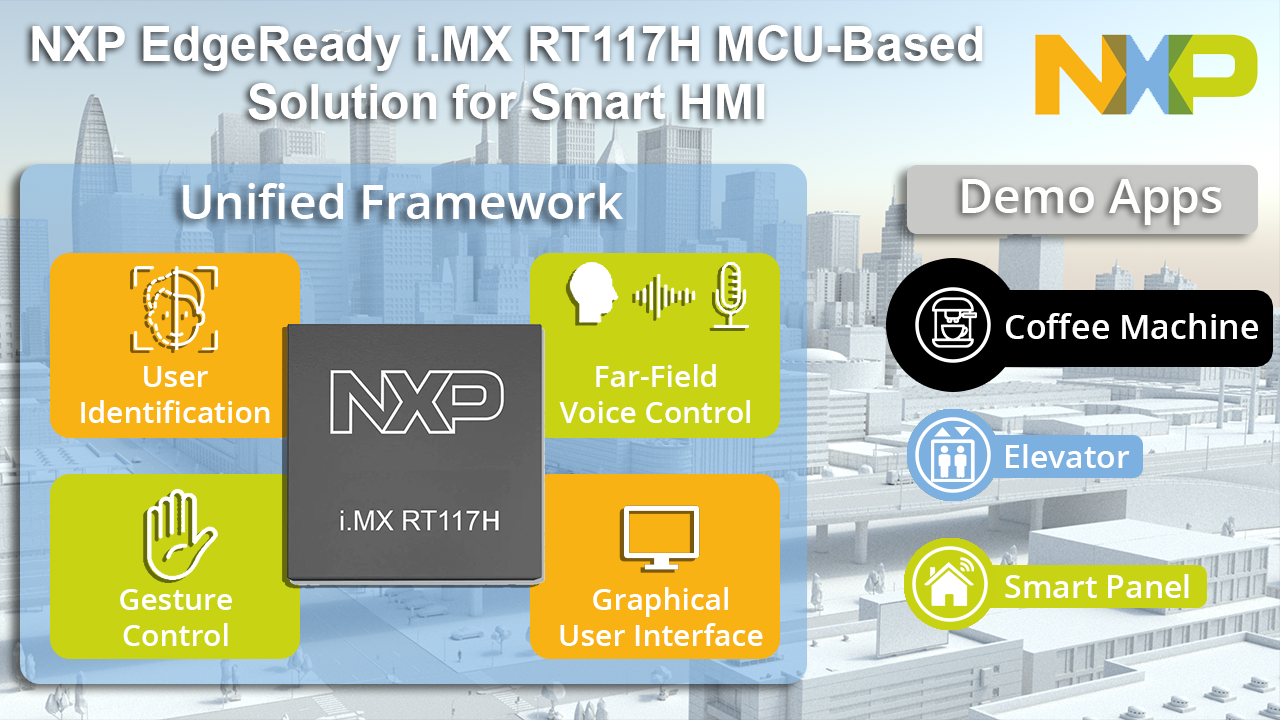 NXP EdgeReady i.MX RT117H MCU-Based
Solution for Smart HMI
NXP
Unified Framework
User
Identification
Far-Field
Voice Control
NXP
i.MX RT117H
Gesture
Control
Graphical
User Interface
Demo Apps
Coffee Machine
Elevator
Smart Panel